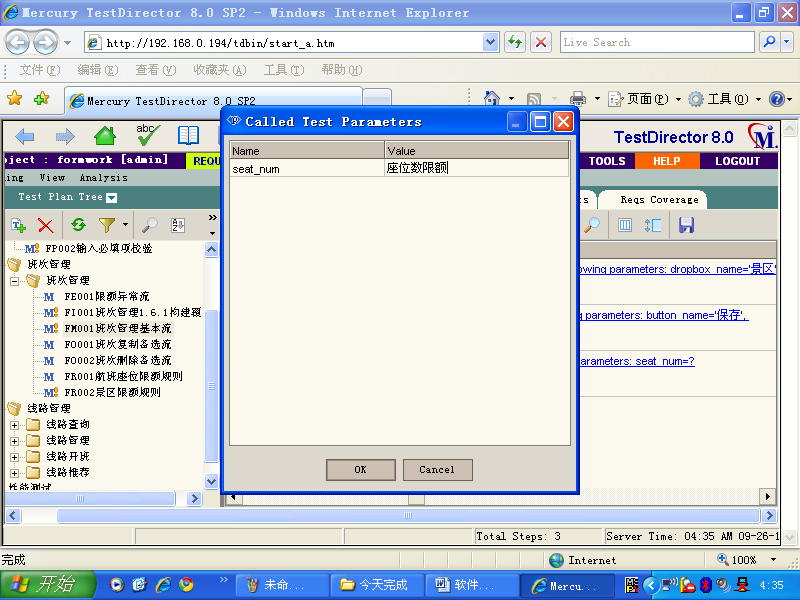 Mercury TestDirector 8.0 SP2 - Windows Internet Explorer
http://192.168.0.194/tdbin/start_a.htm
Live Search
文件(F) 编辑(E) 查看(V) 收藏夹(A) 工具(T) 帮助(H)
Mercury TestDirector 8.0 SP2
页面(P) 工具(O)
abc
TestDirector 8.0
M.
oject : formwork [admin]
REQU
TOOLS HELP LOGOUT
ing View Analysis
Test Plan Tree
ts
Reqs Coverage
FP002输入必填项校验
班次管理
班次管理
FE001限额异常流
FI001班次管理1.6.1构建额
FM001班次管理基本流
FO001班次复制备选流
FO002班次删除备选流
FR001航班座位限额规则
FR002景区限额规则
线路管理
线路查询
线路管理
线路开班
线路推荐
性能测试
Called Test Parameters
Name Value
seat_num 座位数限额
OK Cancel
owing parameters: dropbox_name='景区'
g parameters: button_name='保存',
arameters: seat_num=?
Total Steps: 3
Server Time: 04:35 AM 09-26-1
完成
Internet
100%
开始
未命...
今天完成
软件...
Mercu...
4:35